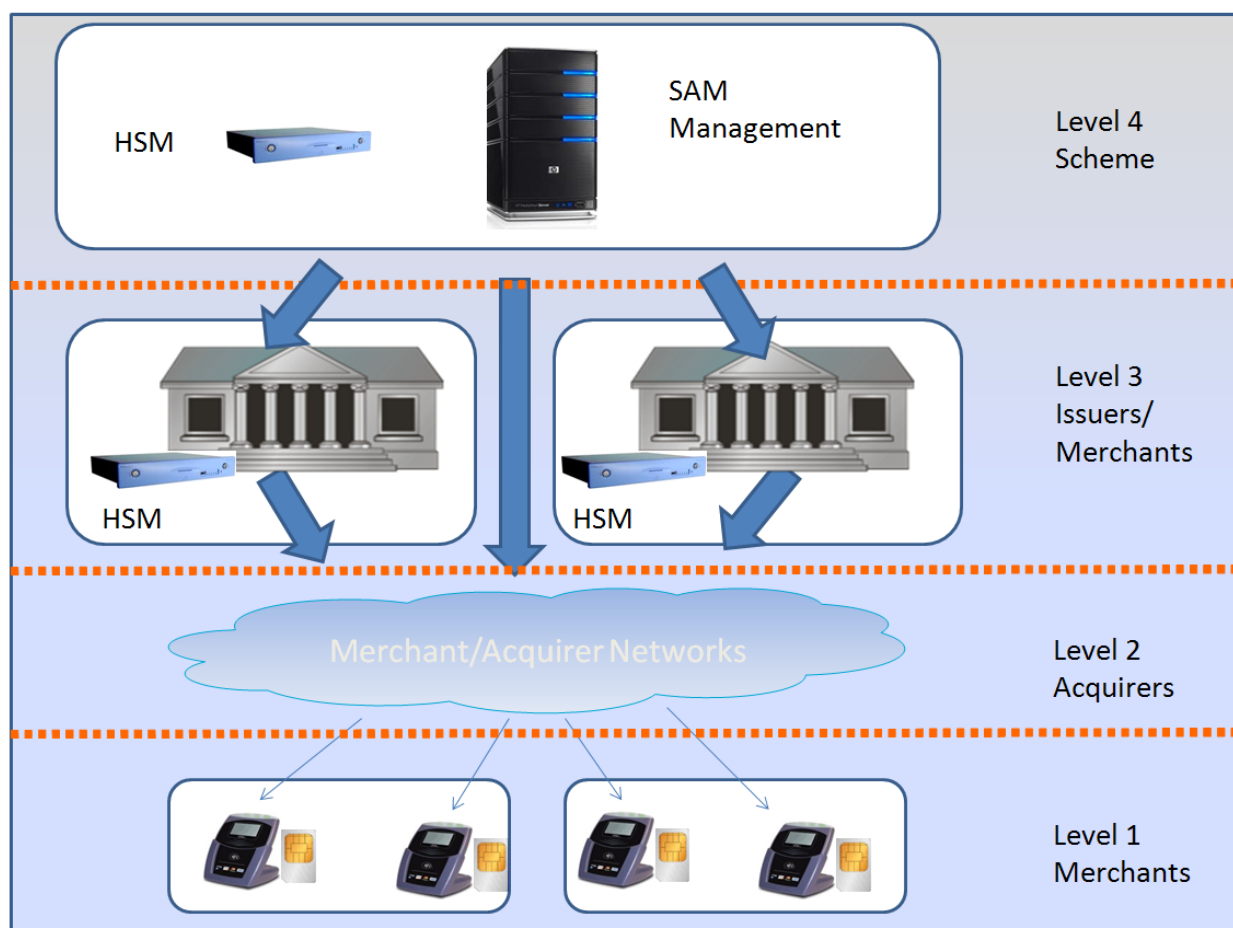 HSM
SAM
Management
Level 4
Scheme
HSM
HSM
Level 3
Issuers/
Merchants
Merchant/Acquirer Networks
Level 2
Acquirers
Level 1
Merchants